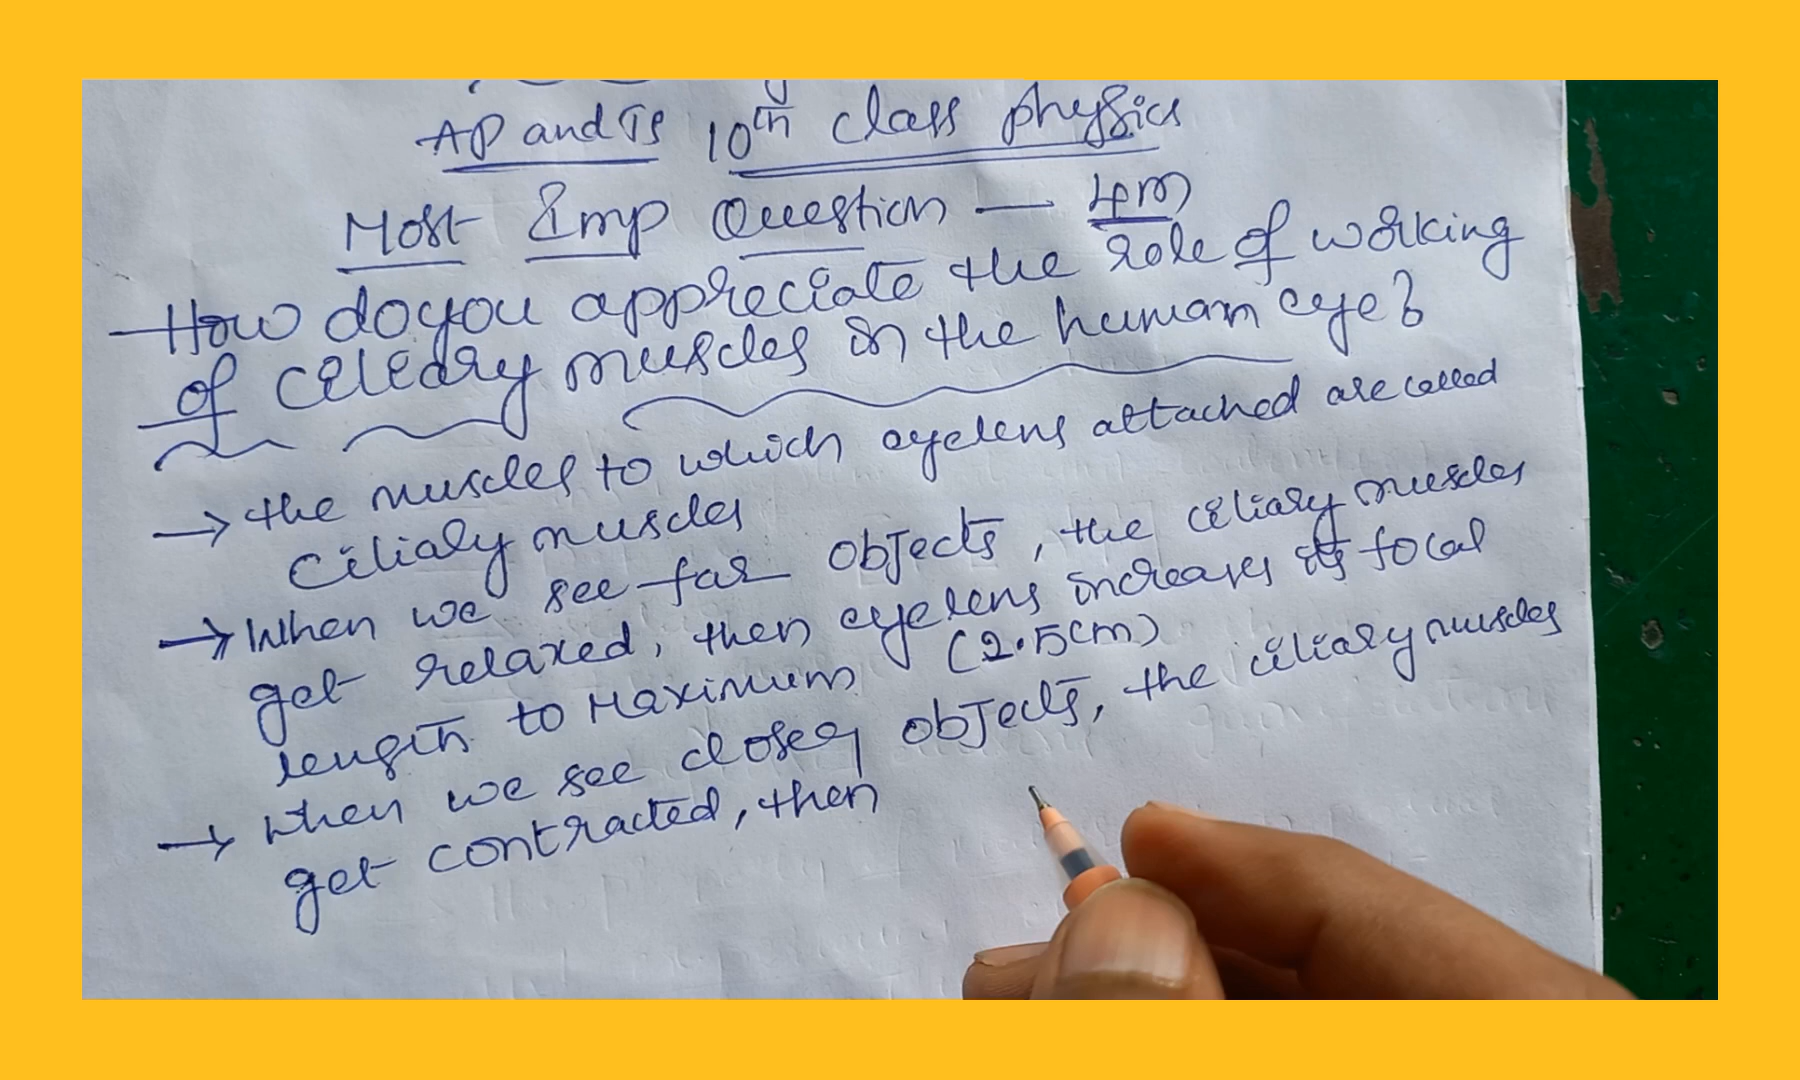 AP and TS 10th class physics
Most Imp Question — 4m
How do you appreciate the role of working
of ciliary muscles in the human eye?
→ the muscles to which eyelens attached are called
Ciliary muscles
→ When we see far objects, the ciliary muscles
get relaxed, then eyelens increases its focal
length to Maximum (2.5cm)
→ When we see closer objects, the ciliary muscles
get contracted, then